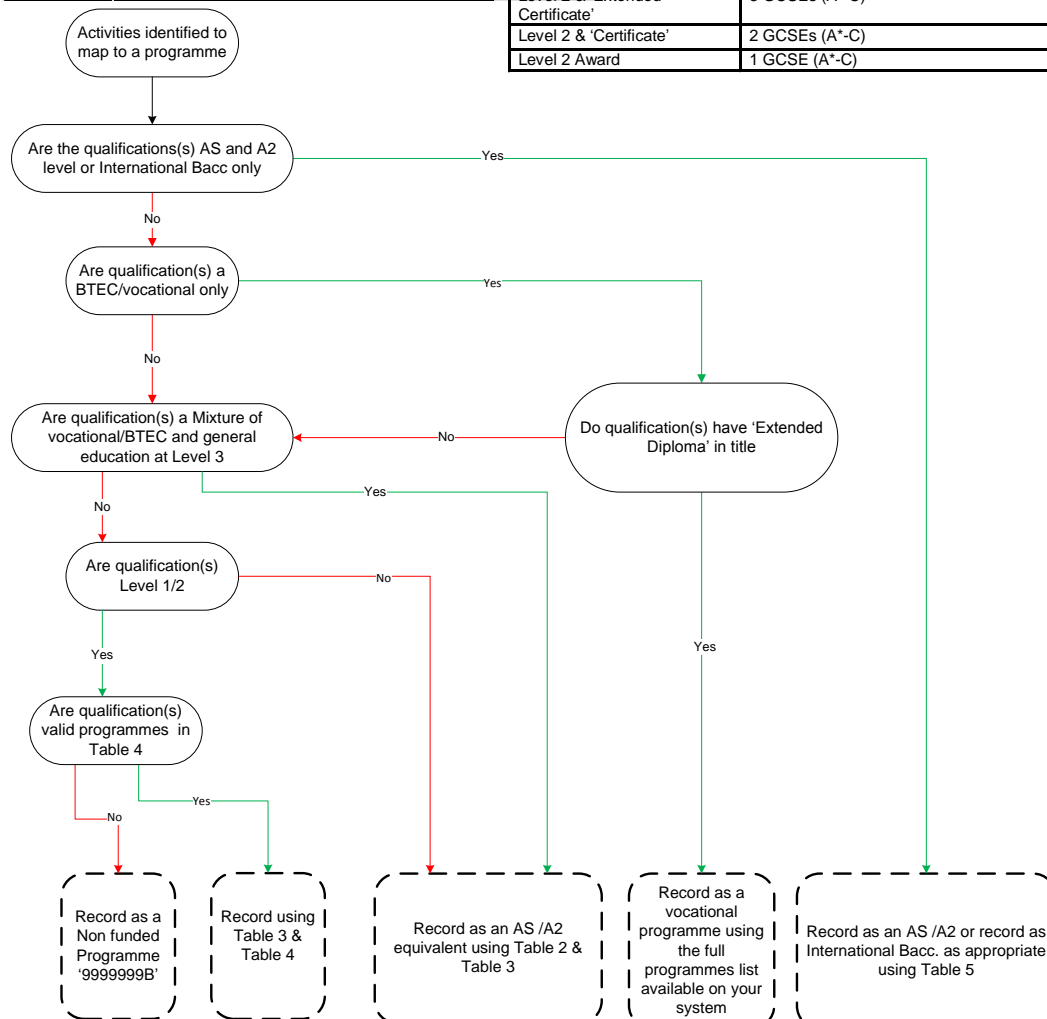 Level 2 & ‘Extended
Certificate’
GCSEs (A*-C)
Level 2 & ‘Certificate’
2 GCSEs (A*-C)
Level 2 Award
1 GCSE (A*-C)
Activities identified to
map to a programme
Are the qualifications(s) AS and A2
level or International Bacc only
Yes
No
Are qualification(s) a
BTEC/vocational only
Yes
No
Are qualification(s) a Mixture of
vocational/BTEC and general
education at Level 3
No
Do qualification(s) have ‘Extended
Diploma’ in title
Yes
No
Are qualification(s)
Level 1/2
No
Yes
Yes
Are qualification(s)
valid programmes in
Table 4
Yes
No
Record as a
Non funded
Programme
‘9999999B’
Record using
Table 3 &
Table 4
Record as an AS /A2
equivalent using Table 2 &
Table 3
Record as a
vocational
programme using
the full
programmes list
available on your
system
Record as an AS /A2 or record as
International Bacc. as appropriate
using Table 5